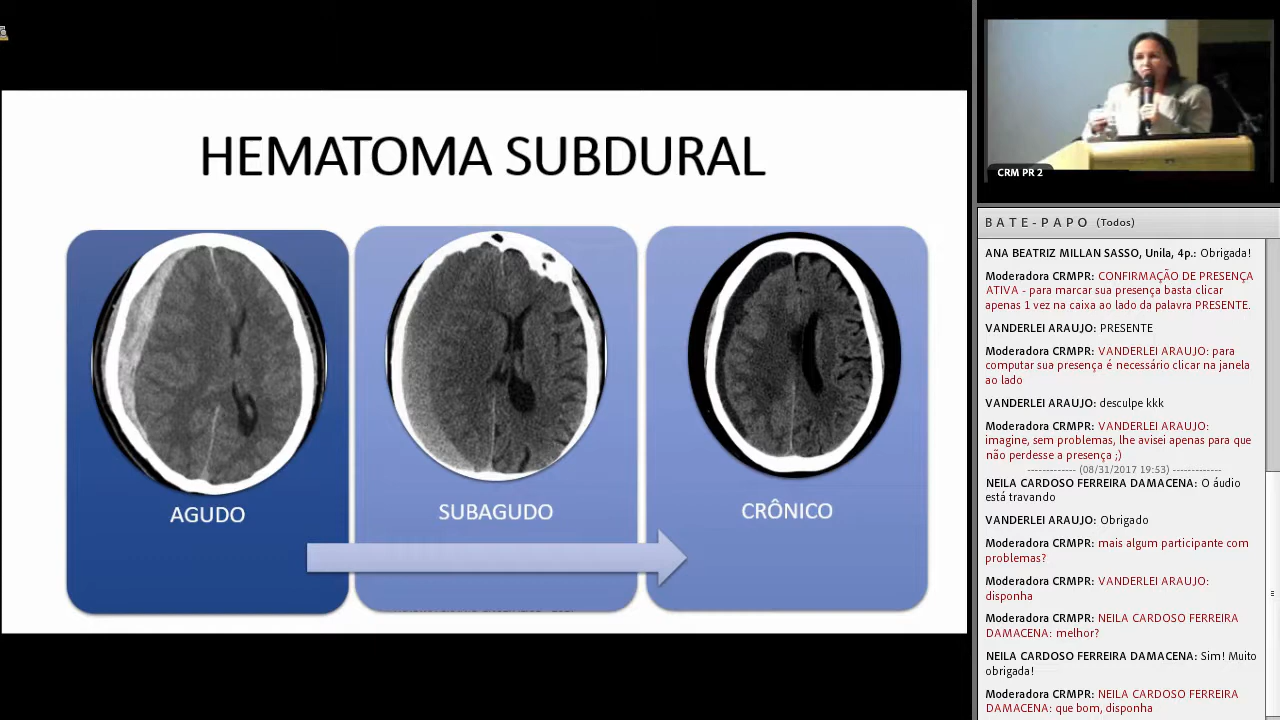 HEMATOMA SUBDURAL
AGUDO
SUBAGUDO
CRÔNICO
CRM PR 2
BATE-PAPO (Todos)
ANA BEATRIZ MILLAN SASSO, Unila, 4p.: Obrigada!
Moderadora CRMPR: CONFIRMAÇÃO DE PRESENÇA
ATIVA - para marcar sua presença basta clicar
apenas 1 vez na caixa ao lado da palavra PRESENTE.
VANDERLEI ARAUJO: PRESENTE
Moderadora CRMPR: VANDERLEI ARAUJO: para
computar sua presença é necessário clicar na janela
ao lado
VANDERLEI ARAUJO: desculpe kkk
Moderadora CRMPR: VANDERLEI ARAUJO:
imagine, sem problemas, lhe avisei apenas para que
não perdesse a presença ;)
------------- (08/31/2017 19:53) -------------
NEILA CARDOSO FERREIRA DAMACENA: O áudio
está travando
VANDERLEI ARAUJO: Obrigado
Moderadora CRMPR: mais algum participante com
problemas?
Moderadora CRMPR: VANDERLEI ARAUJO:
disponha
Moderadora CRMPR: NEILA CARDOSO FERREIRA
DAMACENA: melhor?
NEILA CARDOSO FERREIRA DAMACENA: Sim! Muito
obrigada!
Moderadora CRMPR: NEILA CARDOSO FERREIRA
DAMACENA: que bom, disponha